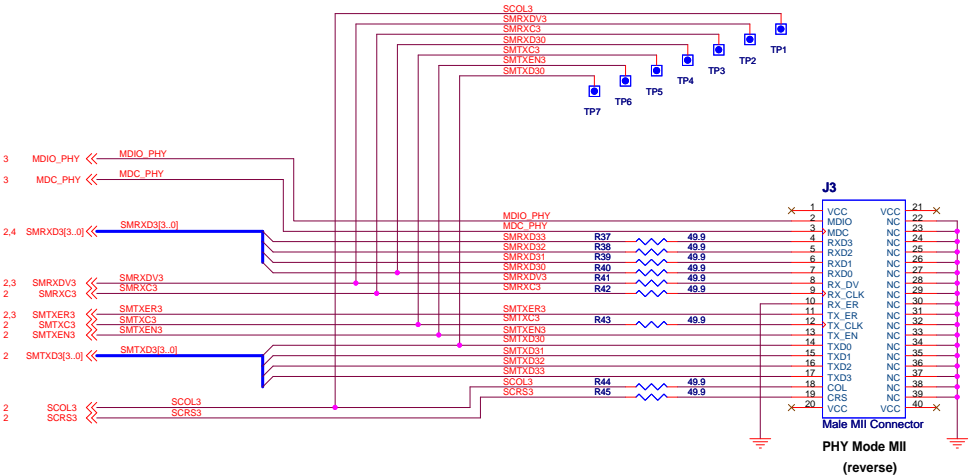 SCOL3
SMRXDV3
SMRXC3
SMRXD30
SMTXC3
SMTXEN3
SMTXD30
TP1
TP2
TP3
TP4
TP5
TP6
TP7
3 MDIO_PHY MDIO_PHY
3 MDC_PHY MDC_PHY
2,4 SMRXD3[3..0] SMRXD3[3..0]
2,3 SMRXDV3 SMRXDV3
2 SMRXC3 SMRXC3
2,3 SMTXER3 SMTXER3
2 SMTXC3 SMTXC3
2 SMTXEN3 SMTXEN3
2 SMTXD3[3..0] SMTXD3[3..0]
2 SCOL3 SCOL3
2 SCRS3 SCRS3
J3
1 VCC VCC 21
MDIO_PHY 2 MDIO NC 22
MDC_PHY 3 MDC NC 23
SMRXD33 R37 49.9 4 RXD3 NC 24
SMRXD32 R38 49.9 5 RXD2 NC 25
SMRXD31 R39 49.9 6 RXD1 NC 26
SMRXD30 R40 49.9 7 RXD0 NC 27
SMRXDV3 R41 49.9 8 RX_DV NC 28
SMRXC3 R42 49.9 9 RX_CLK NC 29
10 RX_ER NC 30
SMTXER3 11 TX_ER NC 31
SMTXC3 R43 49.9 12 TX_CLK NC 32
SMTXEN3 13 TX_EN NC 33
SMTXD30 14 TXD0 NC 34
SMTXD31 15 TXD1 NC 35
SMTXD32 16 TXD2 NC 36
SMTXD33 17 TXD3 NC 37
SCOL3 R44 49.9 18 COL NC 38
SCRS3 R45 49.9 19 CRS NC 39
20 VCC VCC 40
Male MII Connector
PHY Mode MII
(reverse)